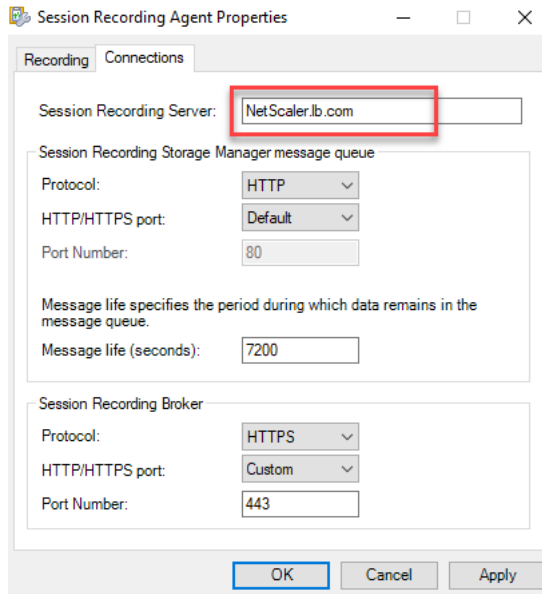 Session Recording Agent Properties
Recording Connections
Session Recording Server: NetScaler.lb.com
Session Recording Storage Manager message queue
Protocol: HTTP
HTTP/HTTPS port: Default
Port Number: 80
Message life specifies the period during which data remains in the
message queue.
Message life (seconds): 7200
Session Recording Broker
Protocol: HTTPS
HTTP/HTTPS port: Custom
Port Number: 443
OK Cancel Apply